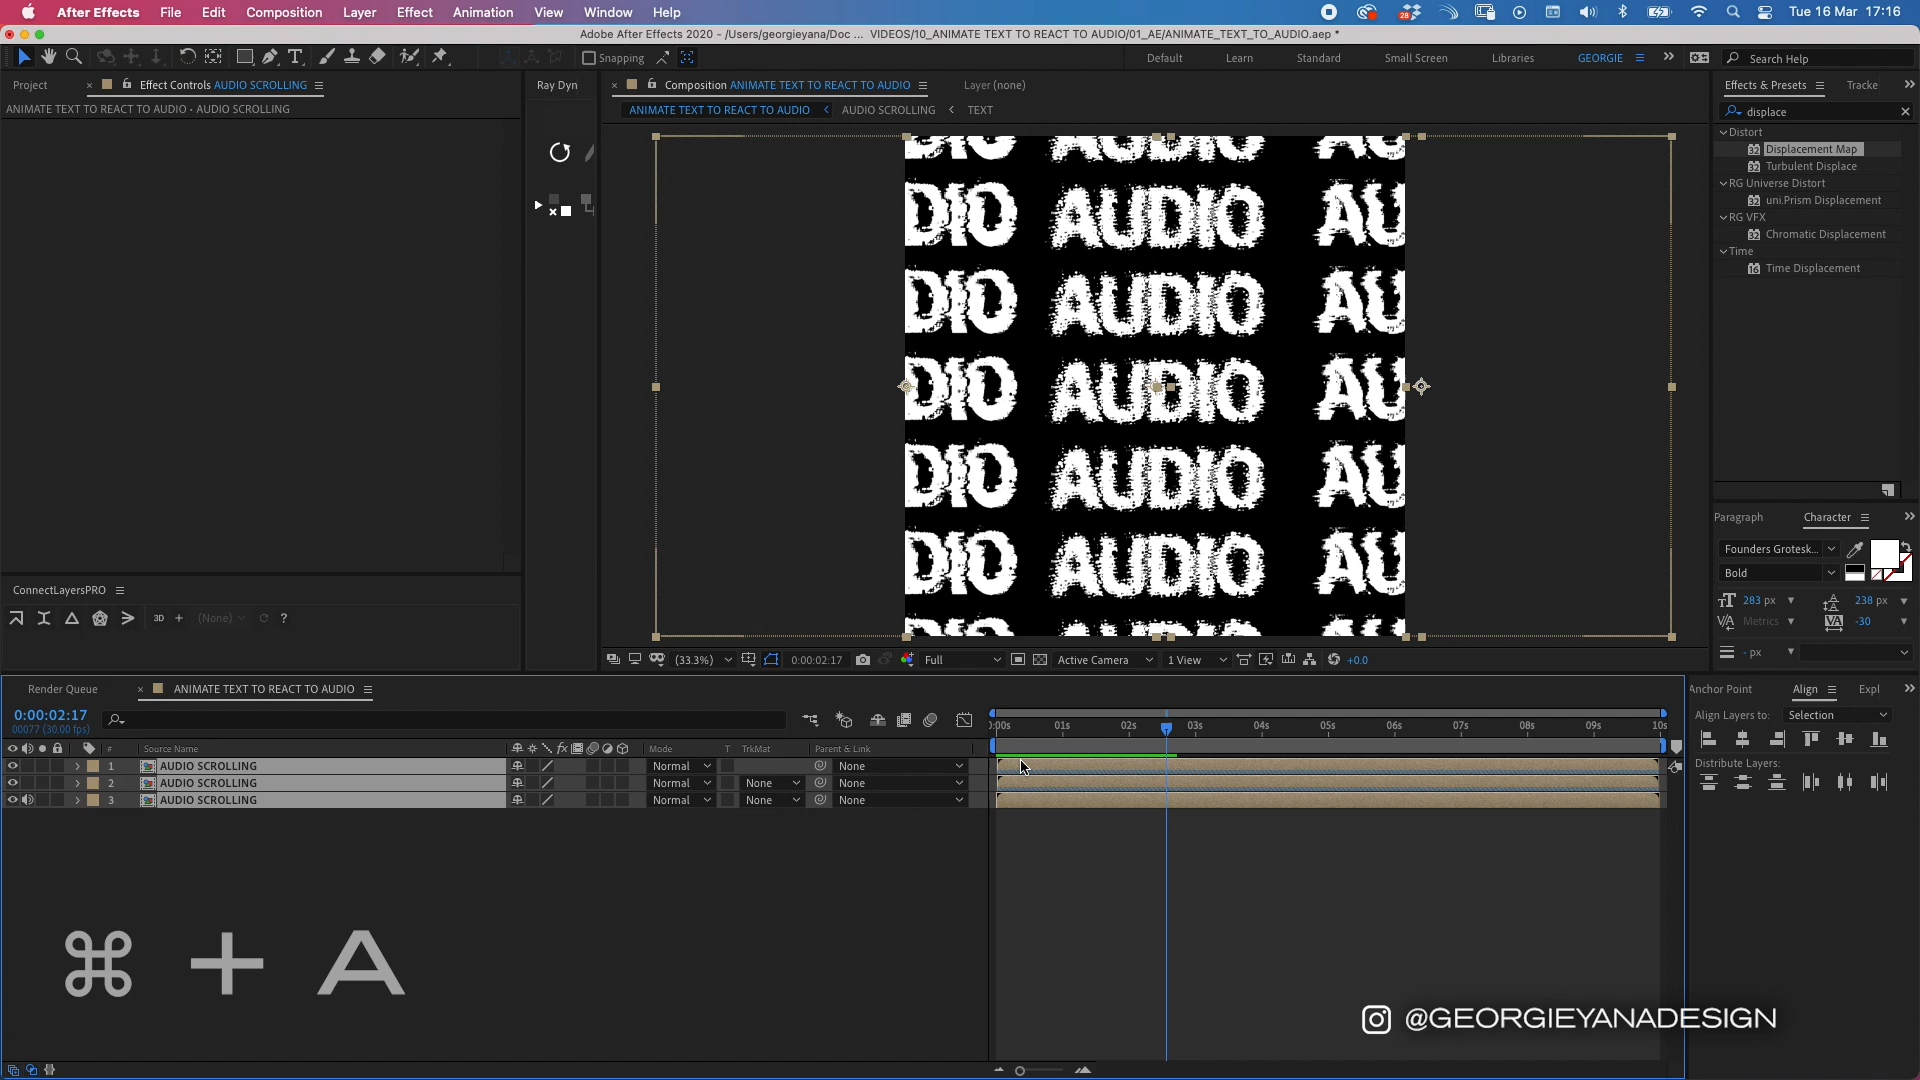 After Effects File Edit Composition Layer Effect Animation View Window Help 28 Tue 16 Mar 17:16
Adobe After Effects 2020 - /Users/georgieyana/Doc ... VIDEOS/10_ANIMATE TEXT TO REACT TO AUDIO/01_AE/ANIMATE_TEXT_TO_AUDIO.aep *
Snapping Default Learn Standard Small Screen Libraries GEORGIE Search Help
Project Effect Controls AUDIO SCROLLING Ray Dyn Composition ANIMATE TEXT TO REACT TO AUDIO Layer (none) Effects & Presets Tracke
ANIMATE TEXT TO REACT TO AUDIO • AUDIO SCROLLING ANIMATE TEXT TO REACT TO AUDIO AUDIO SCROLLING TEXT displace
Distort
Displacement Map
Turbulent Displace
RG Universe Distort
uni.Prism Displacement
RG VFX
Chromatic Displacement
Time
Time Displacement
DIO AUDIO AU
DIO AUDIO AU
DIO AUDIO AU
DIO AUDIO AU
DIO AUDIO AU
DIO AUDIO AU
Paragraph Character
Founders Grotesk...
Bold
283 px 238 px
Metrics -30
- px
ConnectLayersPRO
3D + (None) ?
(33.3%) 0:00:02:17 Full Active Camera 1 View +0.0
Render Queue ANIMATE TEXT TO REACT TO AUDIO Anchor Point Align Expl
0:00:02:17
00077 (30.00 fps)
:00s 01s 02s 03s 04s 05s 06s 07s 08s 09s 10s
Align Layers to: Selection
Distribute Layers:
# Source Name Mode T TrkMat Parent & Link
1 AUDIO SCROLLING Normal None
2 AUDIO SCROLLING Normal None None
3 AUDIO SCROLLING Normal None None
⌘ + A
@GEORGIEYANADESIGN